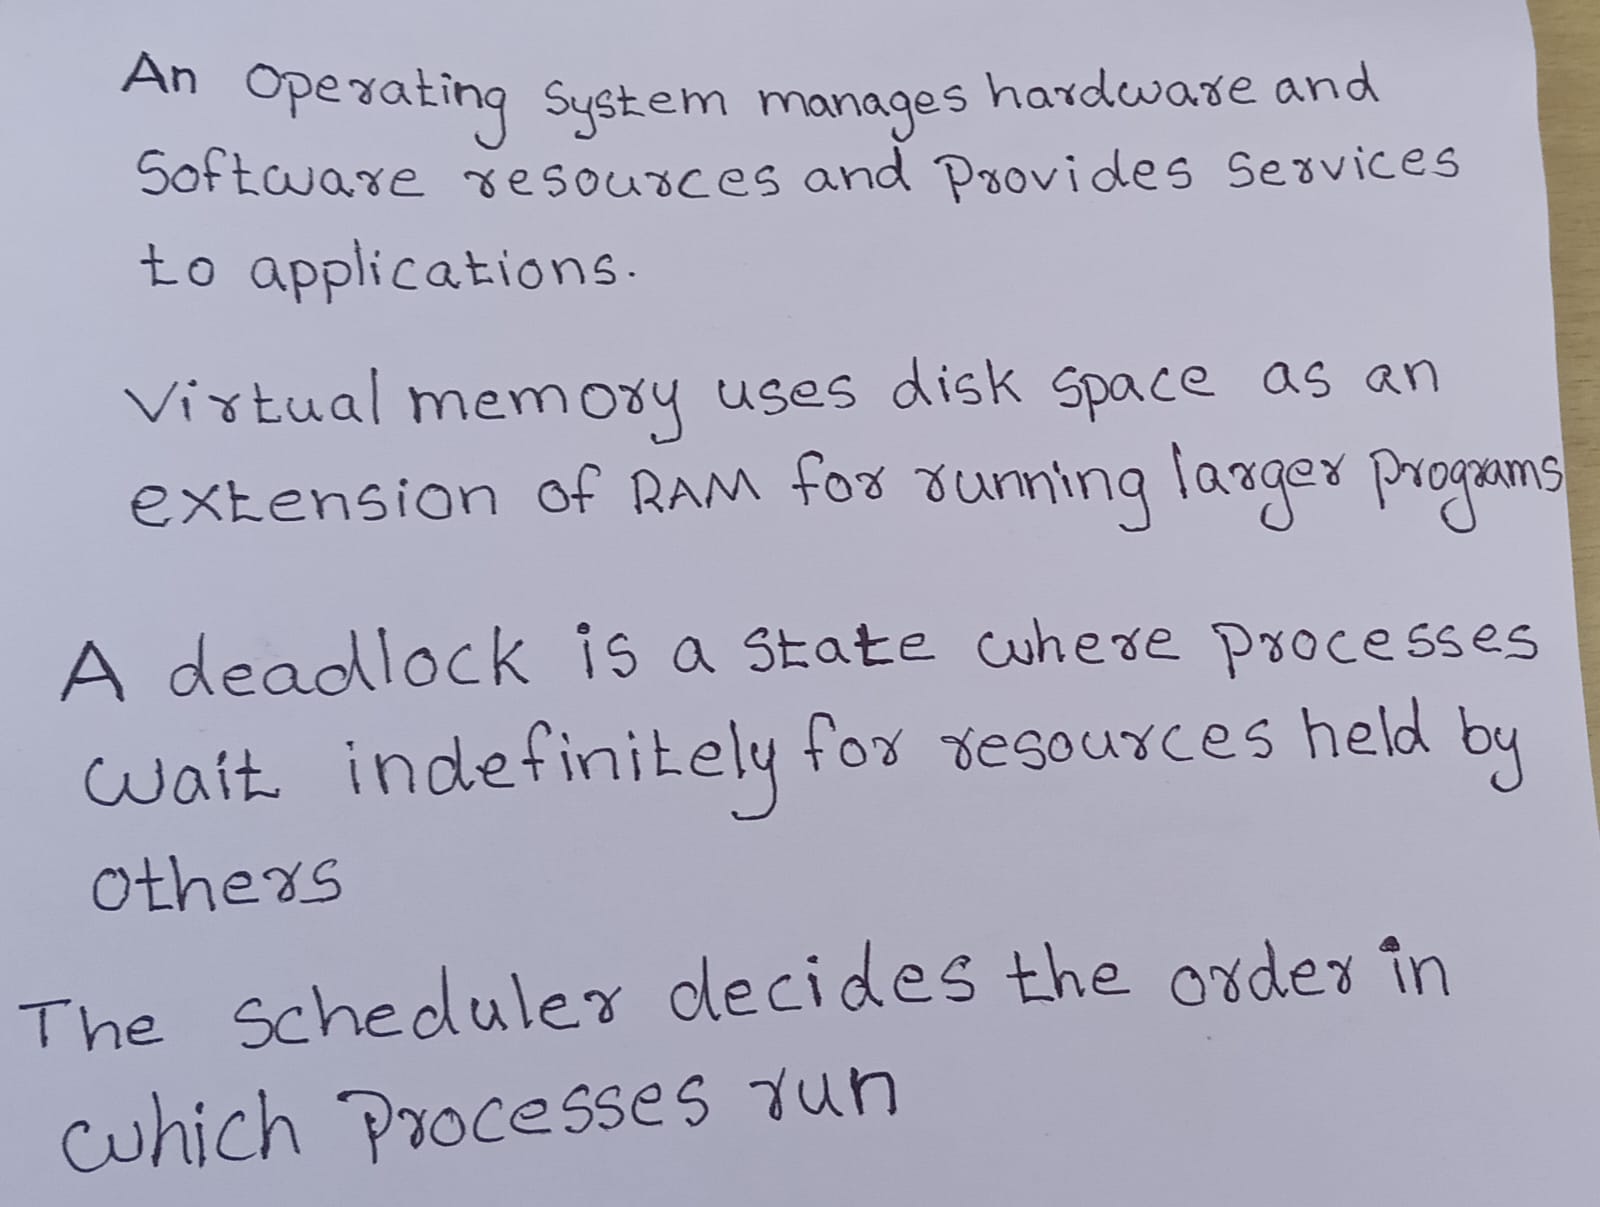 An Operating System manages hardware and
Software resources and Provides Services
to applications.
Virtual memory uses disk space as an
extension of RAM for running larger Programs
A deadlock is a State where Processes
wait indefinitely for resources held by
others
The Scheduler decides the order in
which Processes run